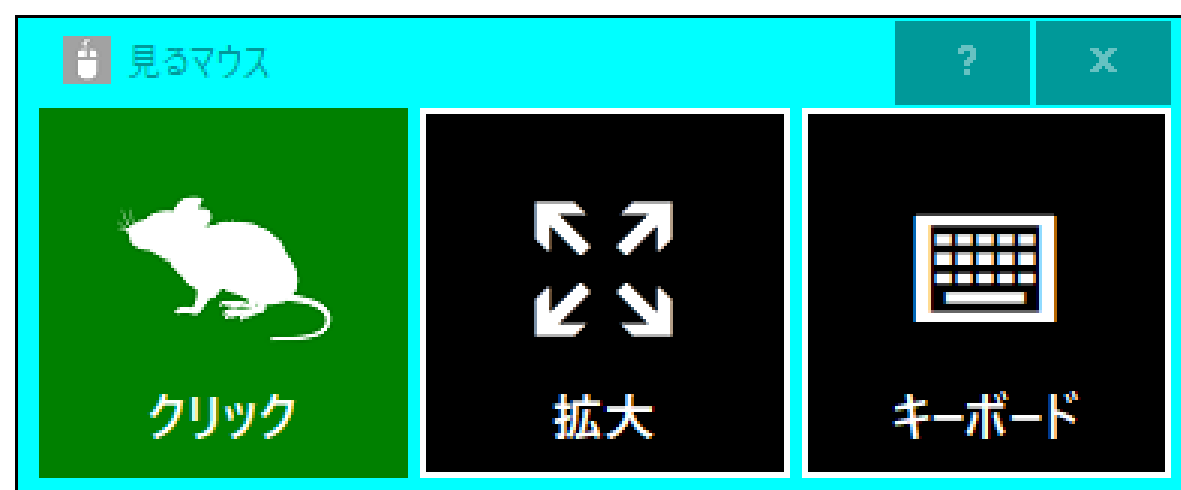 見るマウス
? x
クリック
拡大
キーボード